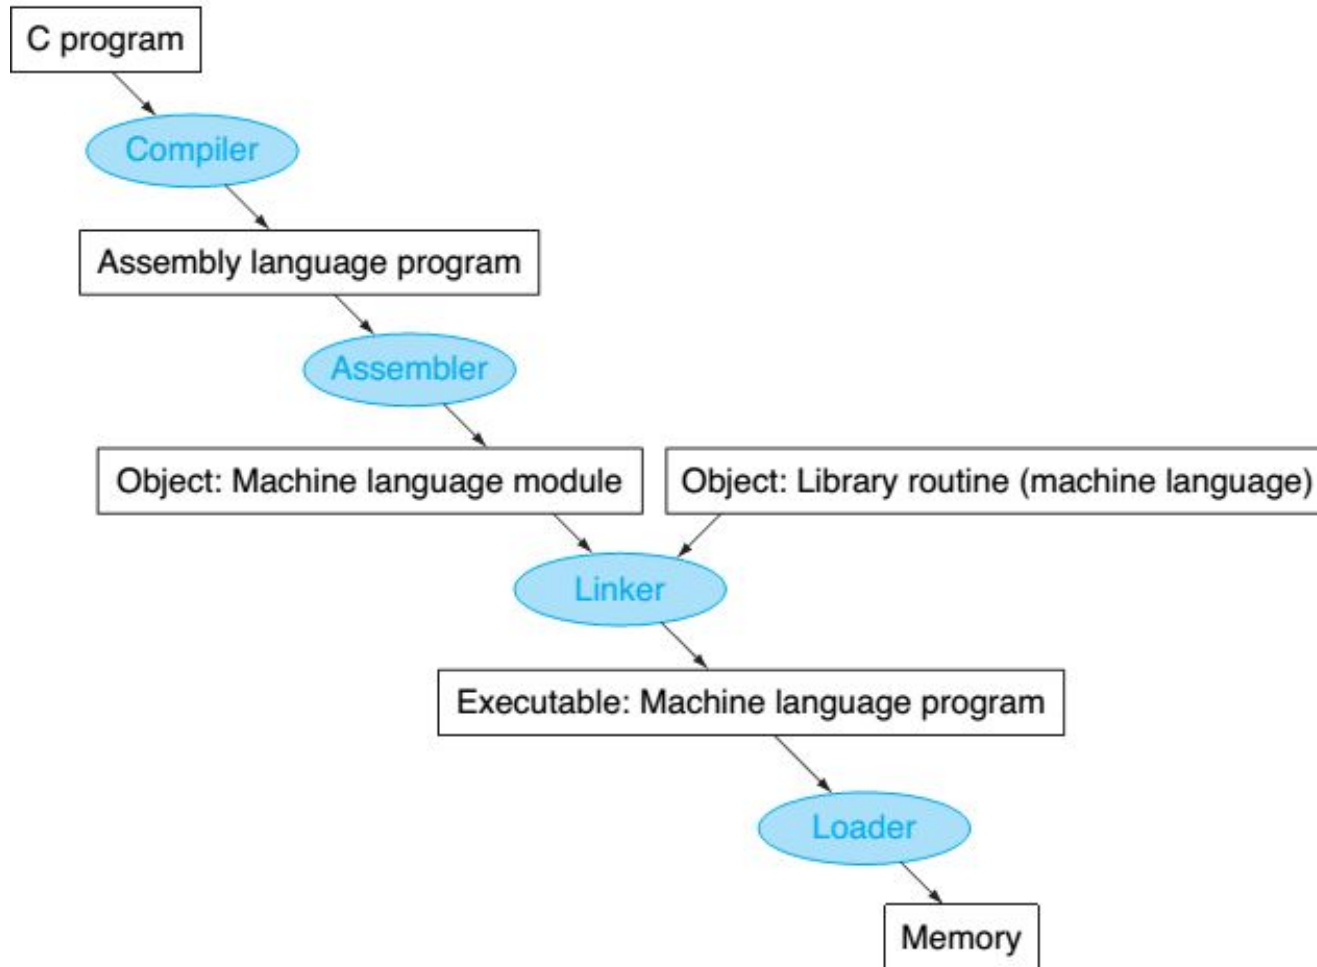 C program
Compiler
Assembly language program
Assembler
Object: Machine language module
Object: Library routine (machine language)
Linker
Executable: Machine language program
Loader
Memory